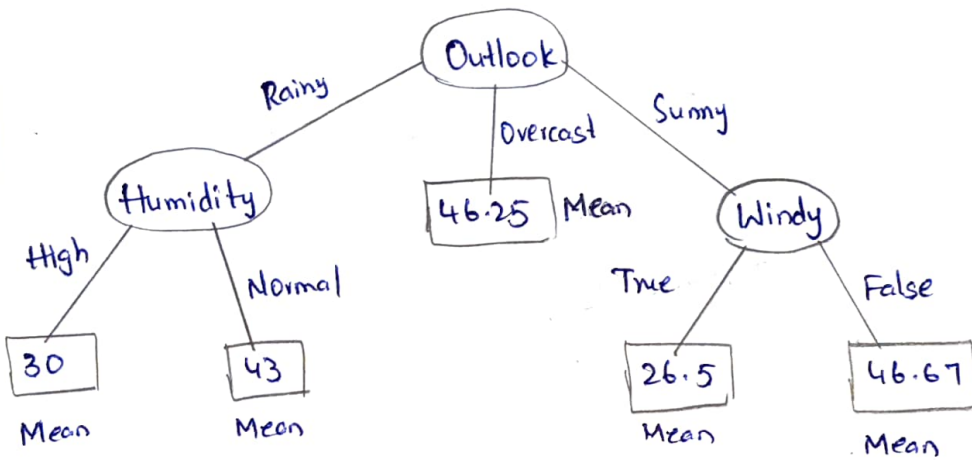 Outlook
Rainy
Overcast
Sunny
Humidity
46.25 Mean
Windy
High
Normal
True
False
30
43
26.5
46.67
Mean
Mean
Mean
Mean